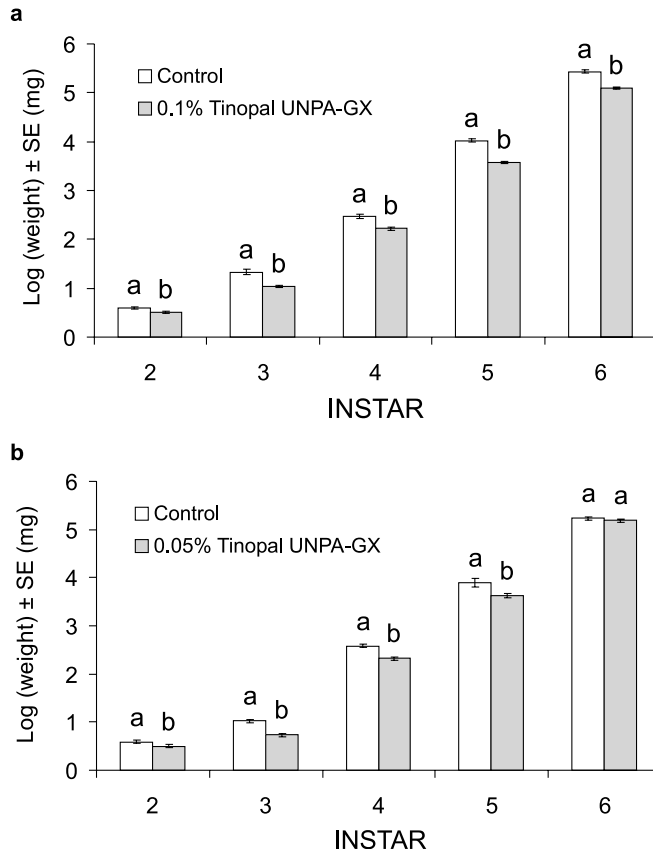 a
Log (weight) ± SE (mg)
6
5
4
3
2
1
0
Control
0.1% Tinopal UNPA-GX
a b a b a b a b a b
2 3 4 5 6
INSTAR
b
Log (weight) ± SE (mg)
6
5
4
3
2
1
0
Control
0.05% Tinopal UNPA-GX
a b a b a b a b a a
2 3 4 5 6
INSTAR